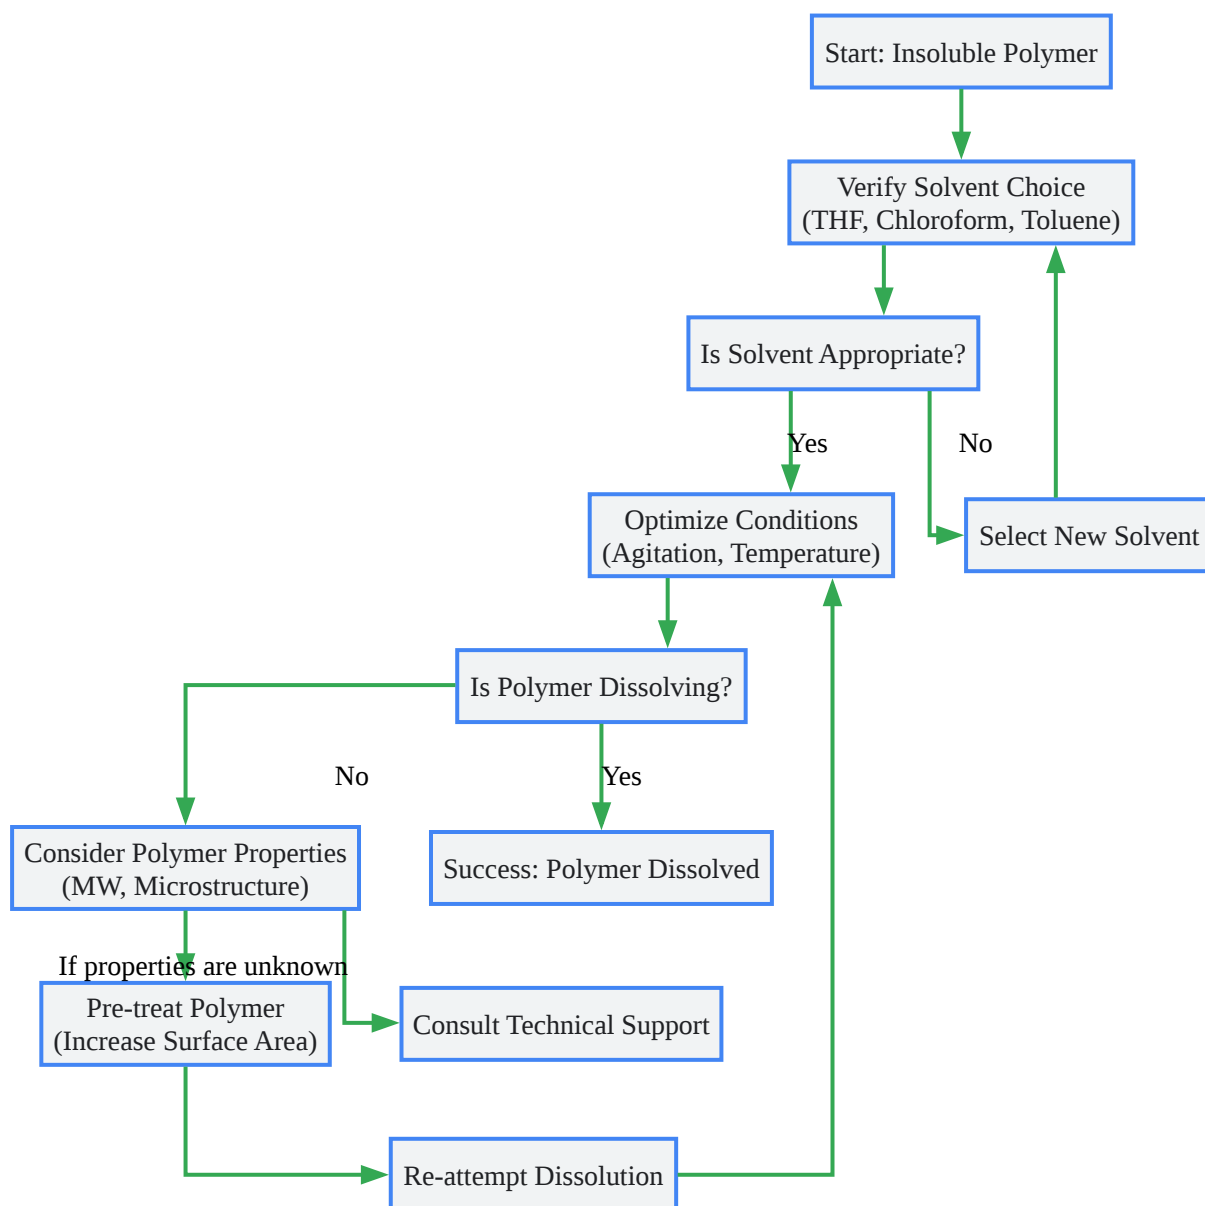 Start: Insoluble Polymer
Verify Solvent Choice
(THF, Chloroform, Toluene)
Is Solvent Appropriate?
Yes
No
Optimize Conditions
(Agitation, Temperature)
Select New Solvent
Is Polymer Dissolving?
No
Yes
Consider Polymer Properties
(MW, Microstructure)
Success: Polymer Dissolved
If properties are unknown
Pre-treat Polymer
(Increase Surface Area)
Consult Technical Support
Re-attempt Dissolution